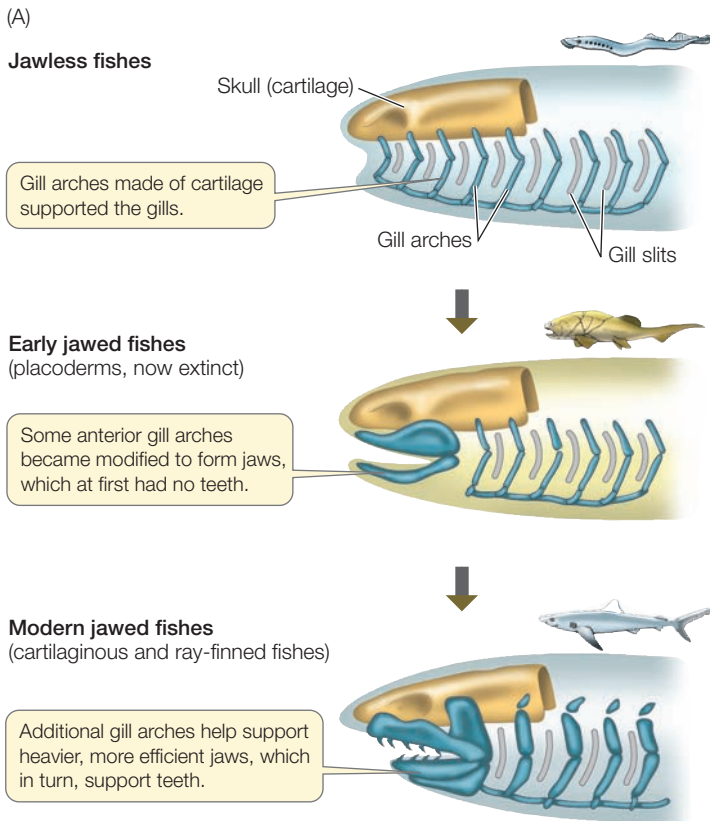 (A)
Jawless fishes
Skull (cartilage)
Gill arches made of cartilage
supported the gills.
Gill arches
Gill slits
Early jawed fishes
(placoderms, now extinct)
Some anterior gill arches
became modified to form jaws,
which at first had no teeth.
Modern jawed fishes
(cartilaginous and ray-finned fishes)
Additional gill arches help support
heavier, more efficient jaws, which
in turn, support teeth.